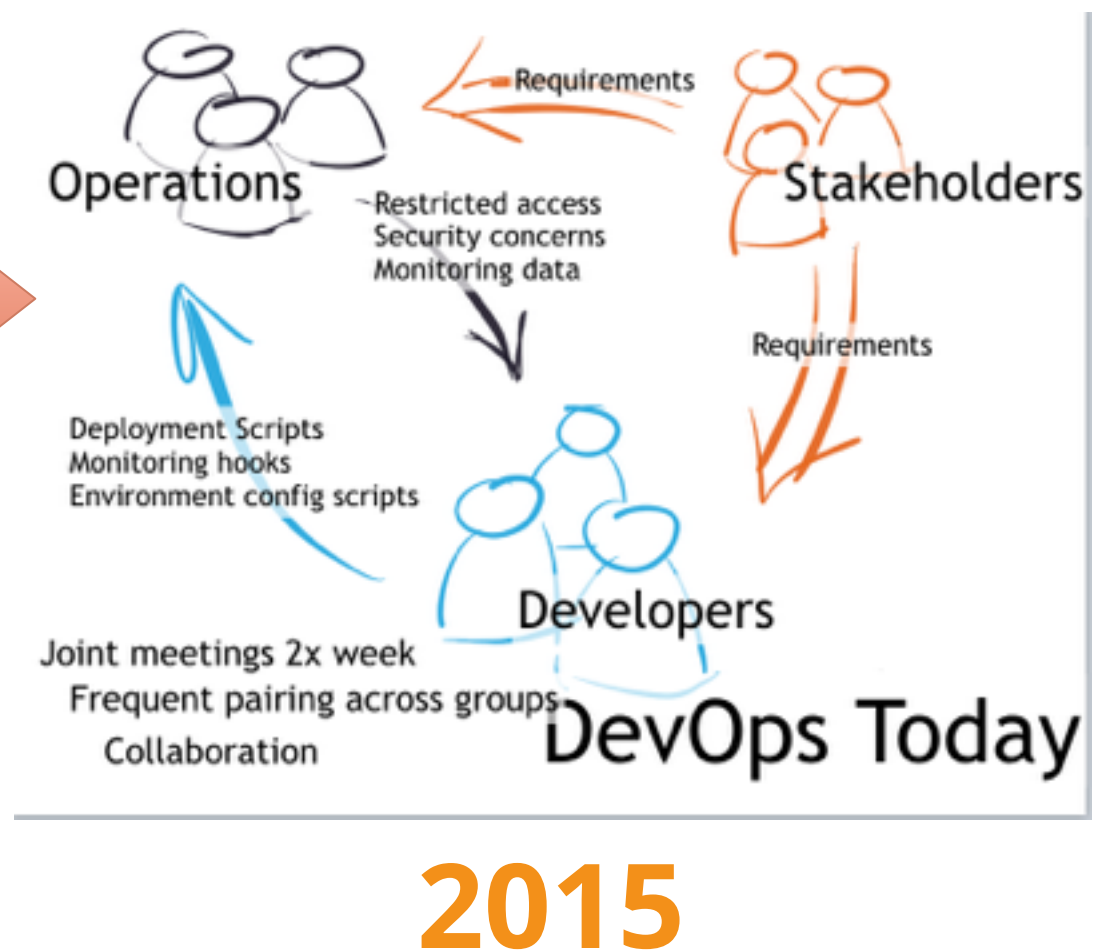 Requirements
Operations
Stakeholders
Restricted access
Security concerns
Monitoring data
Requirements
Deployment Scripts
Monitoring hooks
Environment config scripts
Developers
Joint meetings 2x week
Frequent pairing across groups
Collaboration
DevOps Today
2015